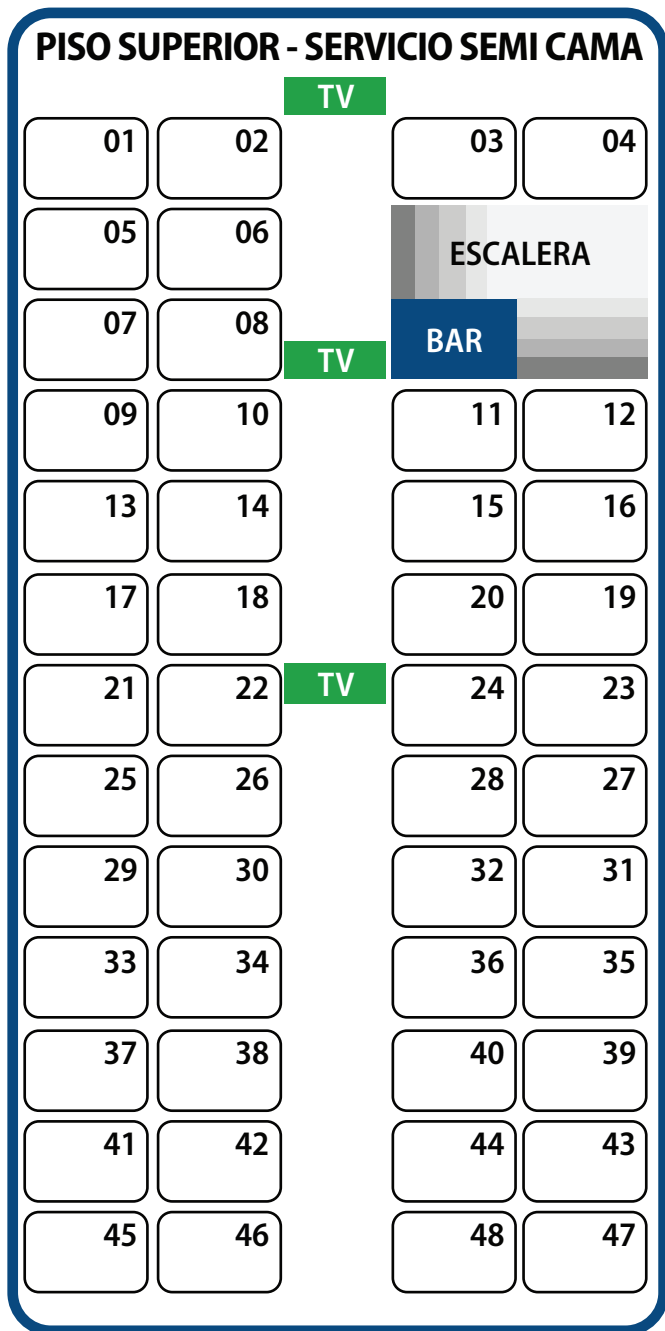 PISO SUPERIOR - SERVICIO SEMI CAMA
TV
01 02 03 04
05 06 ESCALERA
07 08 TV BAR
09 10 11 12
13 14 15 16
17 18 20 19
21 22 TV 24 23
25 26 28 27
29 30 32 31
33 34 36 35
37 38 40 39
41 42 44 43
45 46 48 47